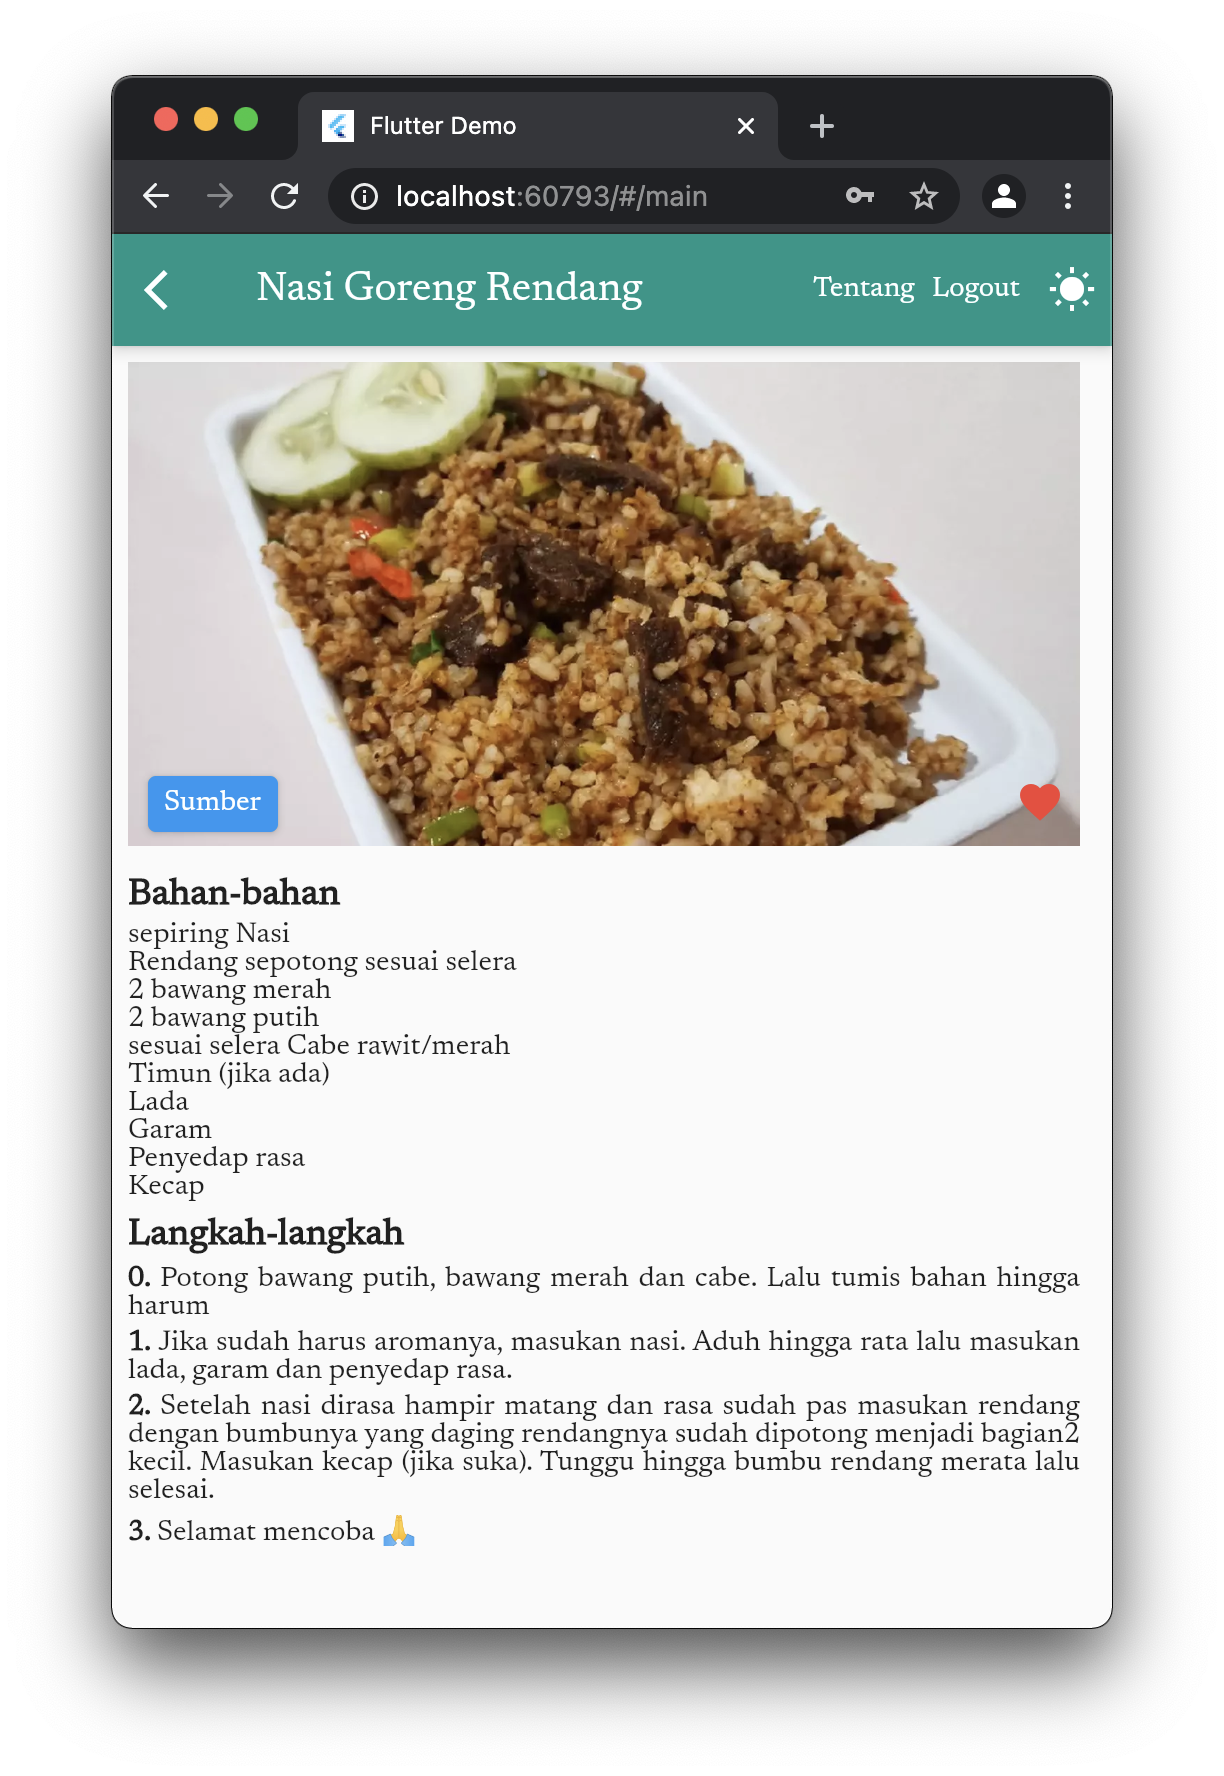 Flutter Demo
localhost:60793/#/main
Nasi Goreng Rendang
Tentang Logout
Sumber
Bahan-bahan
sepiring Nasi
Rendang sepotong sesuai selera
2 bawang merah
2 bawang putih
sesuai selera Cabe rawit/merah
Timun (jika ada)
Lada
Garam
Penyedap rasa
Kecap
Langkah-langkah
0. Potong bawang putih, bawang merah dan cabe. Lalu tumis bahan hingga
harum
1. Jika sudah harus aromanya, masukan nasi. Aduh hingga rata lalu masukan
lada, garam dan penyedap rasa.
2. Setelah nasi dirasa hampir matang dan rasa sudah pas masukan rendang
dengan bumbunya yang daging rendangnya sudah dipotong menjadi bagian2
kecil. Masukan kecap (jika suka). Tunggu hingga bumbu rendang merata lalu
selesai.
3. Selamat mencoba 🙏